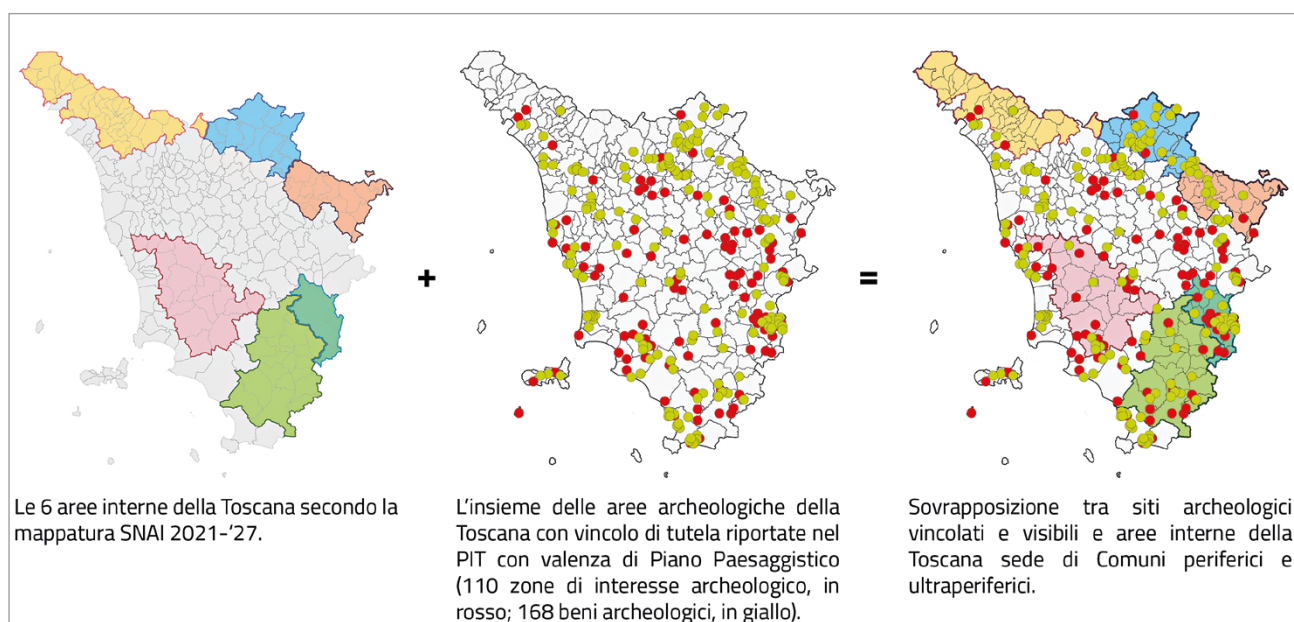 +
=
Le 6 aree interne della Toscana secondo la
mappatura SNAI 2021-'27.
L'insieme delle aree archeologiche della
Toscana con vincolo di tutela riportate nel
PIT con valenza di Piano Paesaggistico
(110 zone di interesse archeologico, in
rosso; 168 beni archeologici, in giallo).
Sovrapposizione tra siti archeologici
vincolati e visibili e aree interne della
Toscana sede di Comuni periferici e
ultraperiferici.